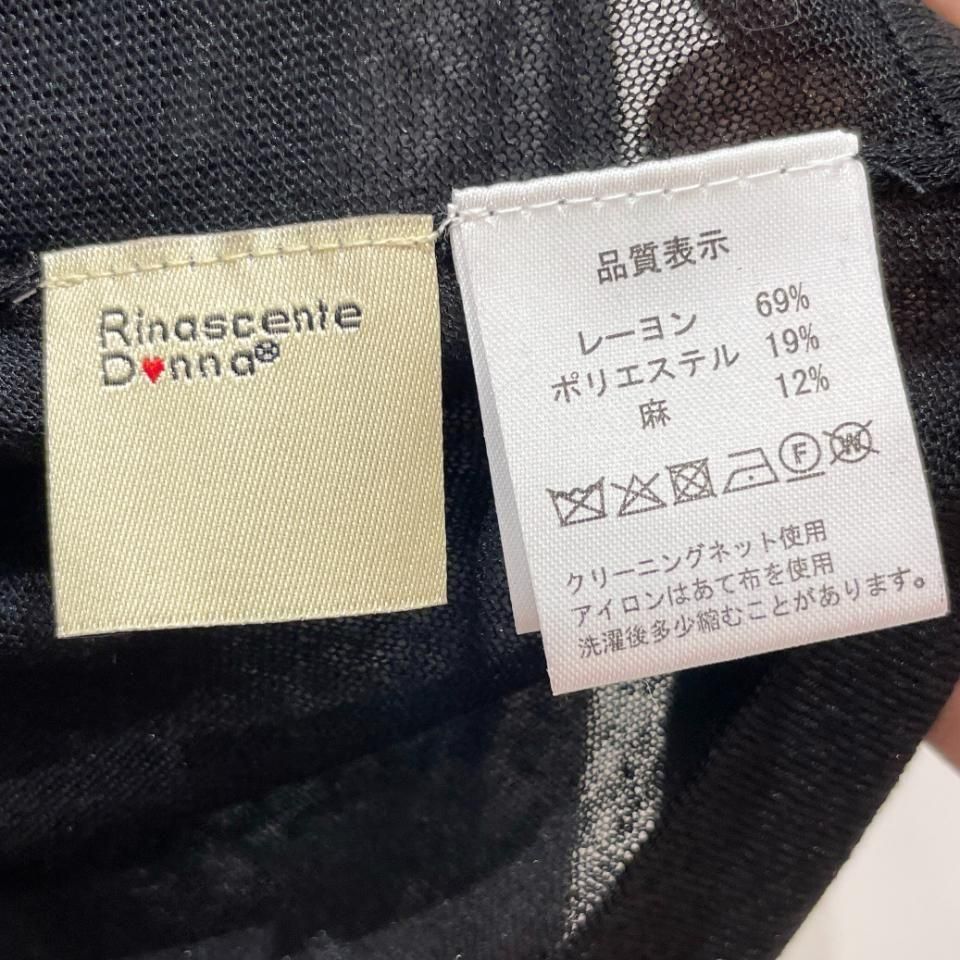 Rinascente
D♥nna®
品質表示
レーヨン 69%
ポリエステル 19%
麻 12%
F W
クリーニングネット使用
アイロンはあて布を使用
洗濯後多少縮むことがあります。